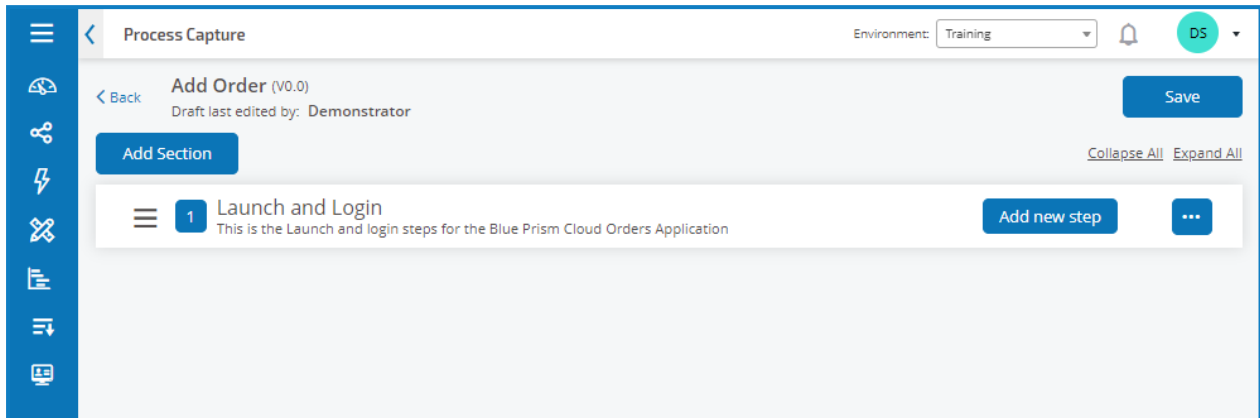 Process Capture
Environment: Training
DS
Back
Add Order (V0.0)
Draft last edited by: Demonstrator
Save
Add Section
Collapse All Expand All
1
Launch and Login
This is the Launch and login steps for the Blue Prism Cloud Orders Application
Add new step
...